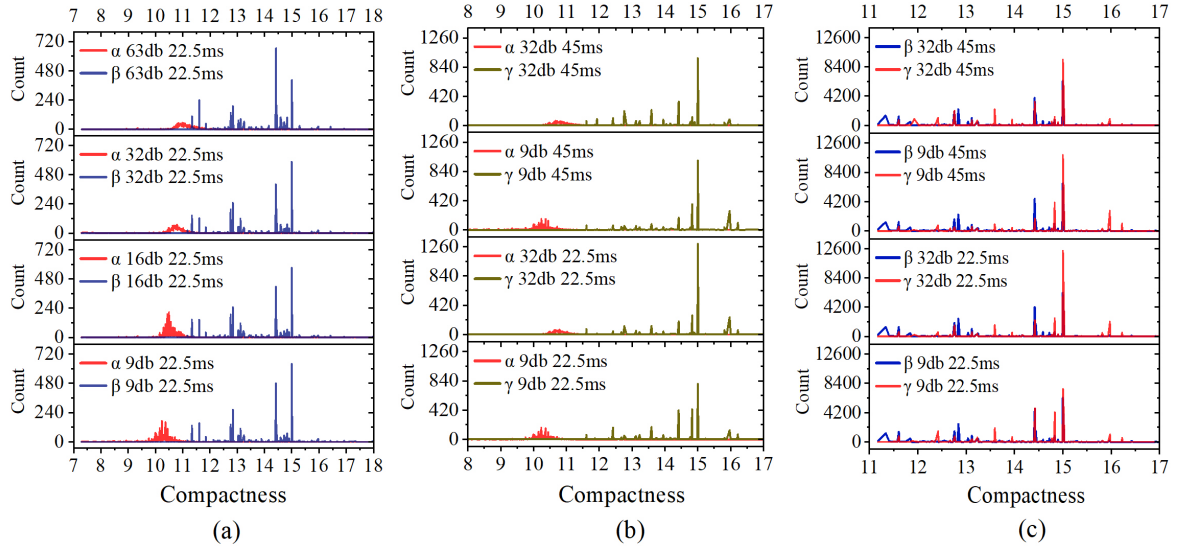 7 8 9 10 11 12 13 14 15 16 17 18
720
480
240
0
Count
α 63db 22.5ms
β 63db 22.5ms
720
480
240
0
Count
α 32db 22.5ms
β 32db 22.5ms
720
480
240
0
Count
α 16db 22.5ms
β 16db 22.5ms
720
480
240
0
Count
α 9db 22.5ms
β 9db 22.5ms
7 8 9 10 11 12 13 14 15 16 17 18
Compactness
(a)
8 9 10 11 12 13 14 15 16 17
1260
840
420
0
Count
α 32db 45ms
γ 32db 45ms
1260
840
420
0
Count
α 9db 45ms
γ 9db 45ms
1260
840
420
0
Count
α 32db 22.5ms
γ 32db 22.5ms
1260
840
420
0
Count
α 9db 22.5ms
γ 9db 22.5ms
8 9 10 11 12 13 14 15 16 17
Compactness
(b)
11 12 13 14 15 16 17
12600
8400
4200
0
Count
β 32db 45ms
γ 32db 45ms
12600
8400
4200
0
Count
β 9db 45ms
γ 9db 45ms
12600
8400
4200
0
Count
β 32db 22.5ms
γ 32db 22.5ms
12600
8400
4200
0
Count
β 9db 22.5ms
γ 9db 22.5ms
11 12 13 14 15 16 17
Compactness
(c)